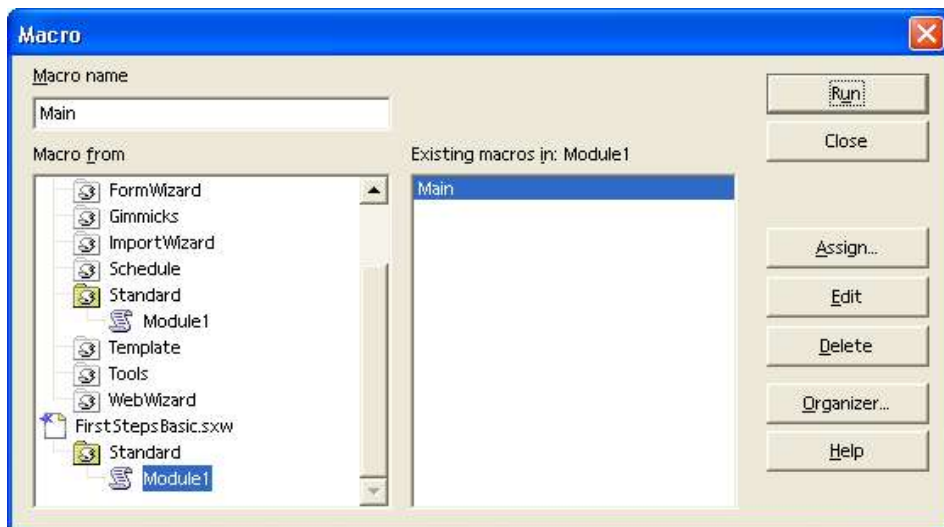 Macro
Macro name
Main
Macro from
FormWizard
Gimmicks
ImportWizard
Schedule
Standard
Module1
Template
Tools
WebWizard
FirstStepsBasic.sxw
Standard
Module1
Existing macros in: Module1
Main
Run
Close
Assign...
Edit
Delete
Organizer...
Help